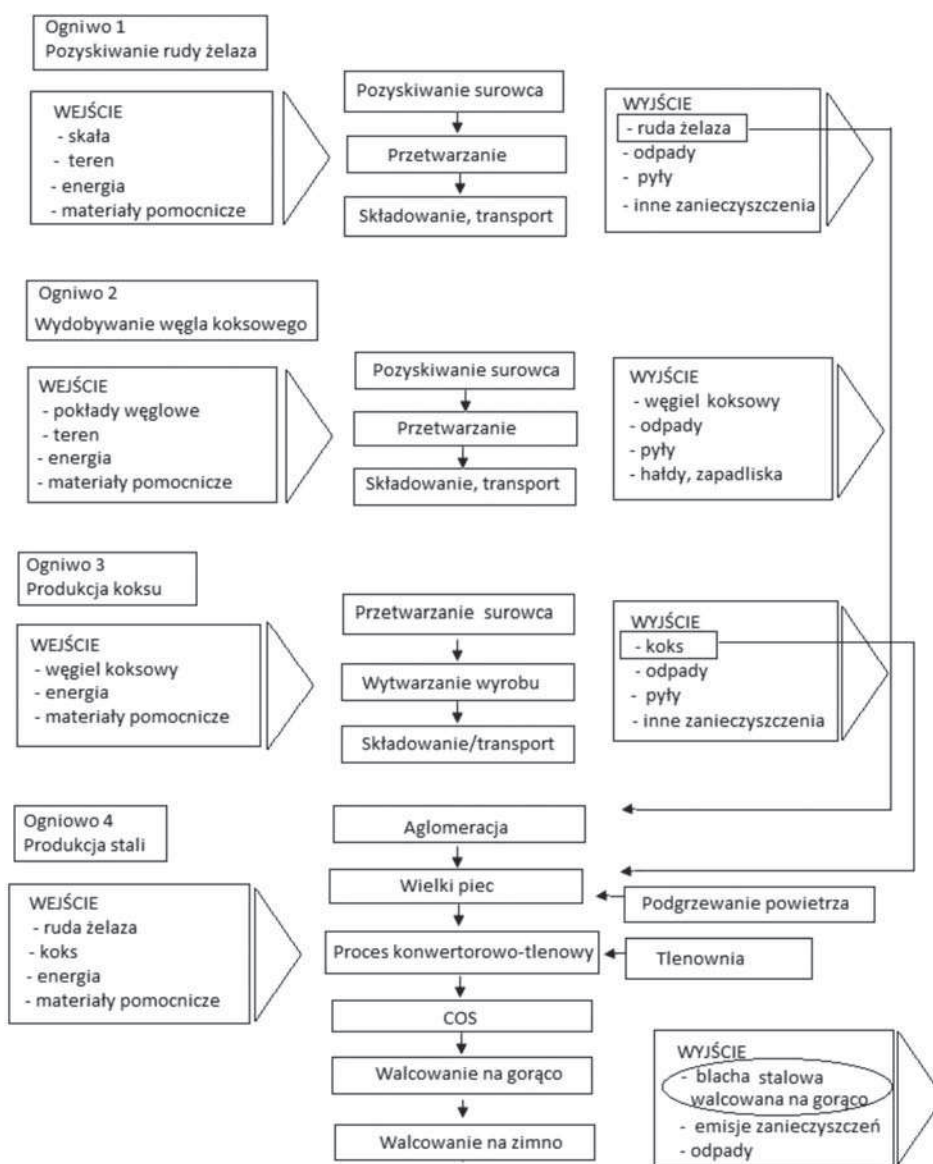 Ogniwo 1
Pozyskiwanie rudy żelaza
WEJŚCIE
- skała
- teren
- energia
- materiały pomocnicze
Pozyskiwanie surowca
Przetwarzanie
Składowanie, transport
WYJŚCIE
- ruda żelaza
- odpady
- pyły
- inne zanieczyszczenia
Ogniwo 2
Wydobywanie węgla koksowego
WEJŚCIE
- pokłady węglowe
- teren
- energia
- materiały pomocnicze
Pozyskiwanie surowca
Przetwarzanie
Składowanie, transport
WYJŚCIE
- węgiel koksowy
- odpady
- pyły
- hałdy, zapadliska
Ogniwo 3
Produkcja koksu
WEJŚCIE
- węgiel koksowy
- energia
- materiały pomocnicze
Przetwarzanie surowca
Wytwarzanie wyrobu
Składowanie/transport
WYJŚCIE
- koks
- odpady
- pyły
- inne zanieczyszczenia
Ogniowo 4
Produkcja stali
WEJŚCIE
- ruda żelaza
- koks
- energia
- materiały pomocnicze
Aglomeracja
Wielki piec
Podgrzewanie powietrza
Proces konwertorowo-tlenowy
Tlenownia
COS
Walcowanie na gorąco
Walcowanie na zimno
WYJŚCIE
- blacha stalowa
walcowana na gorąco
- emisje zanieczyszczeń
- odpady